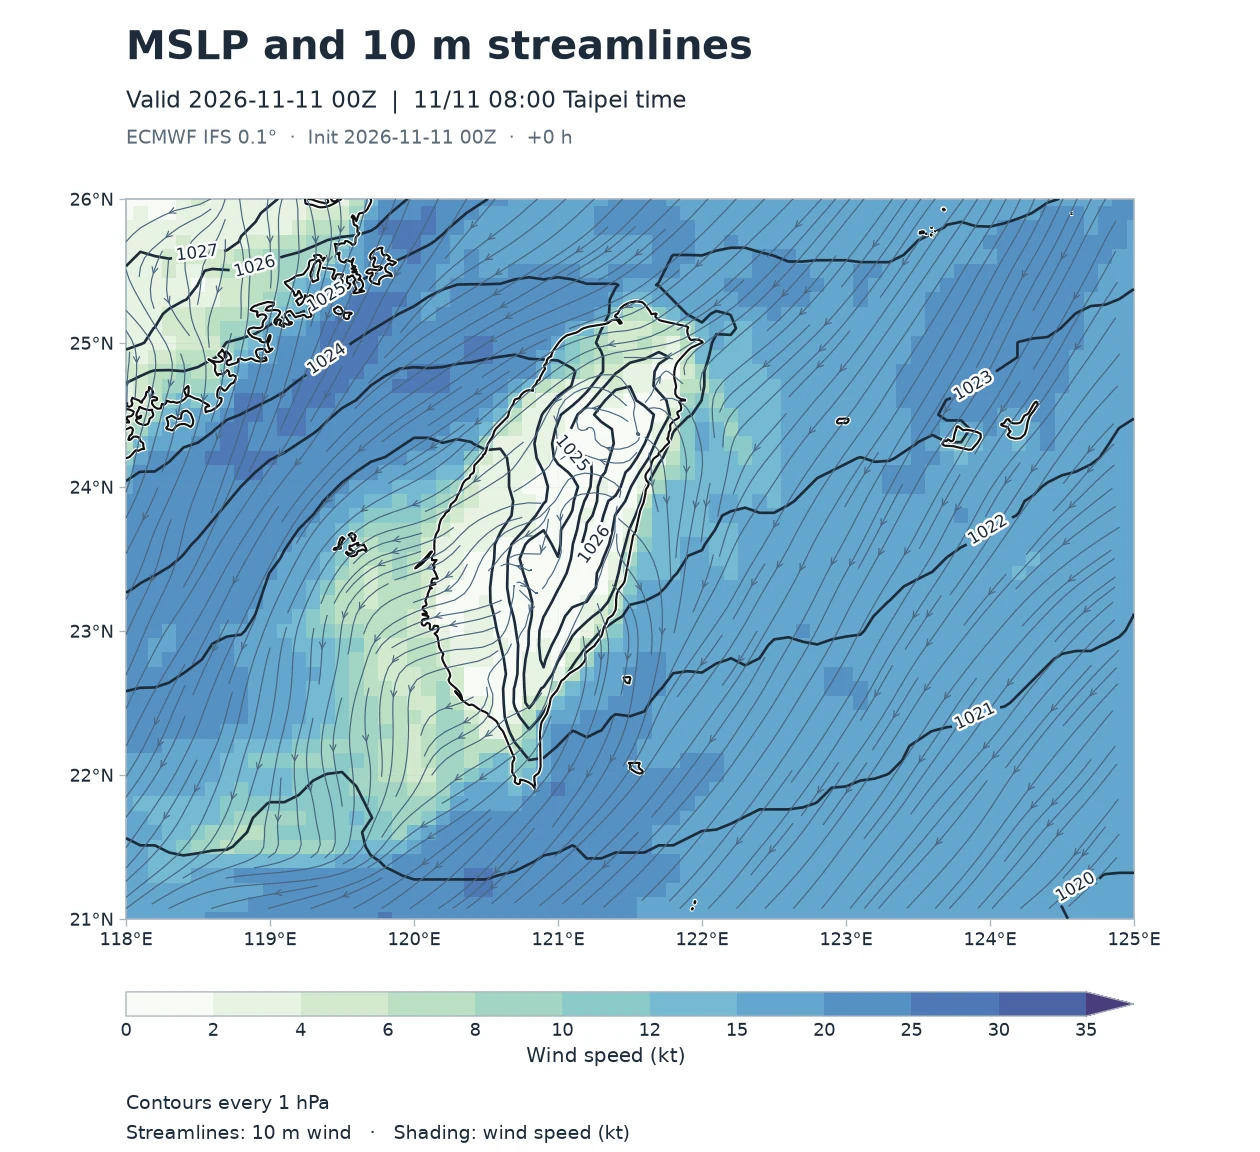 MSLP and 10 m streamlines
Valid 2026-11-11 00Z | 11/11 08:00 Taipei time
ECMWF IFS 0.1° · Init 2026-11-11 00Z · +0 h
26°N
1027
1026
1025
25°N
1024
1023
1025
24°N
1026
1022
23°N
1021
22°N
1020
21°N
118°E 119°E 120°E 121°E 122°E 123°E 124°E 125°E
0 2 4 6 8 10 12 15 20 25 30 35
Wind speed (kt)
Contours every 1 hPa
Streamlines: 10 m wind · Shading: wind speed (kt)